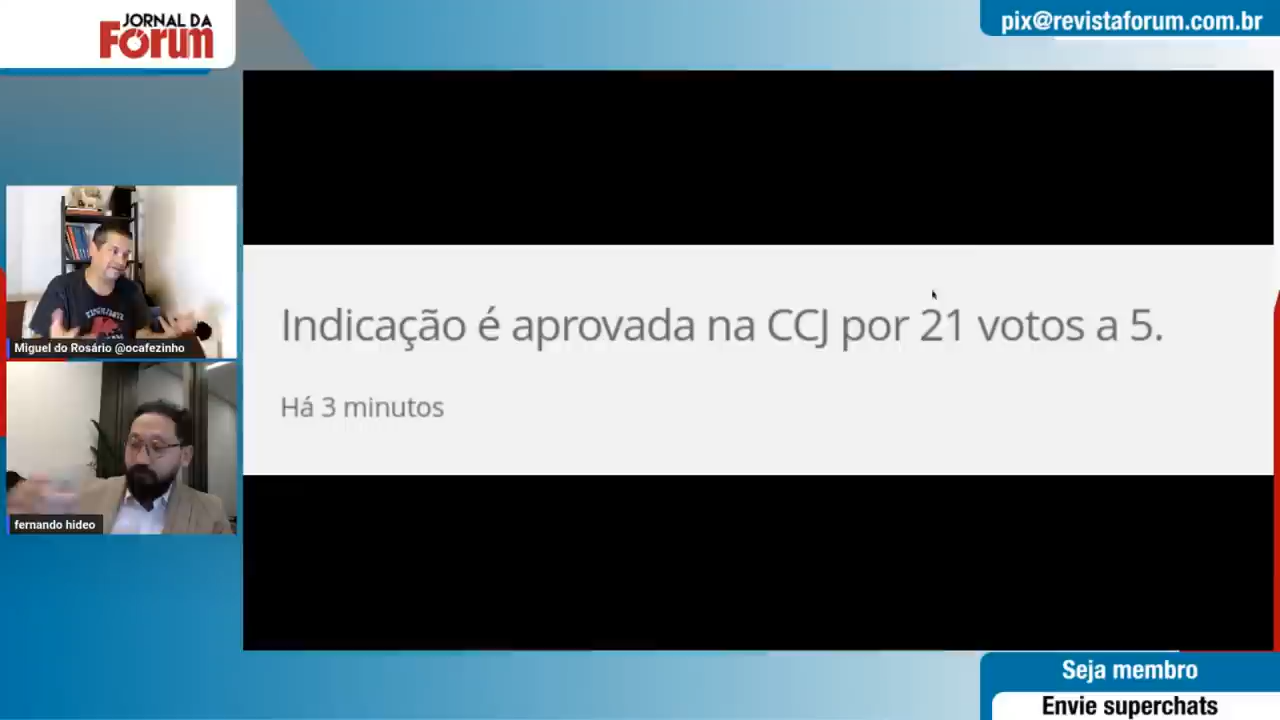 JORNAL DA
Fórum
pix@revistaforum.com.br
Indicação é aprovada na CCJ por 21 votos a 5.
Há 3 minutos
Miguel do Rosário @ocafezinho
fernando hideo
Seja membro
Envie superchats